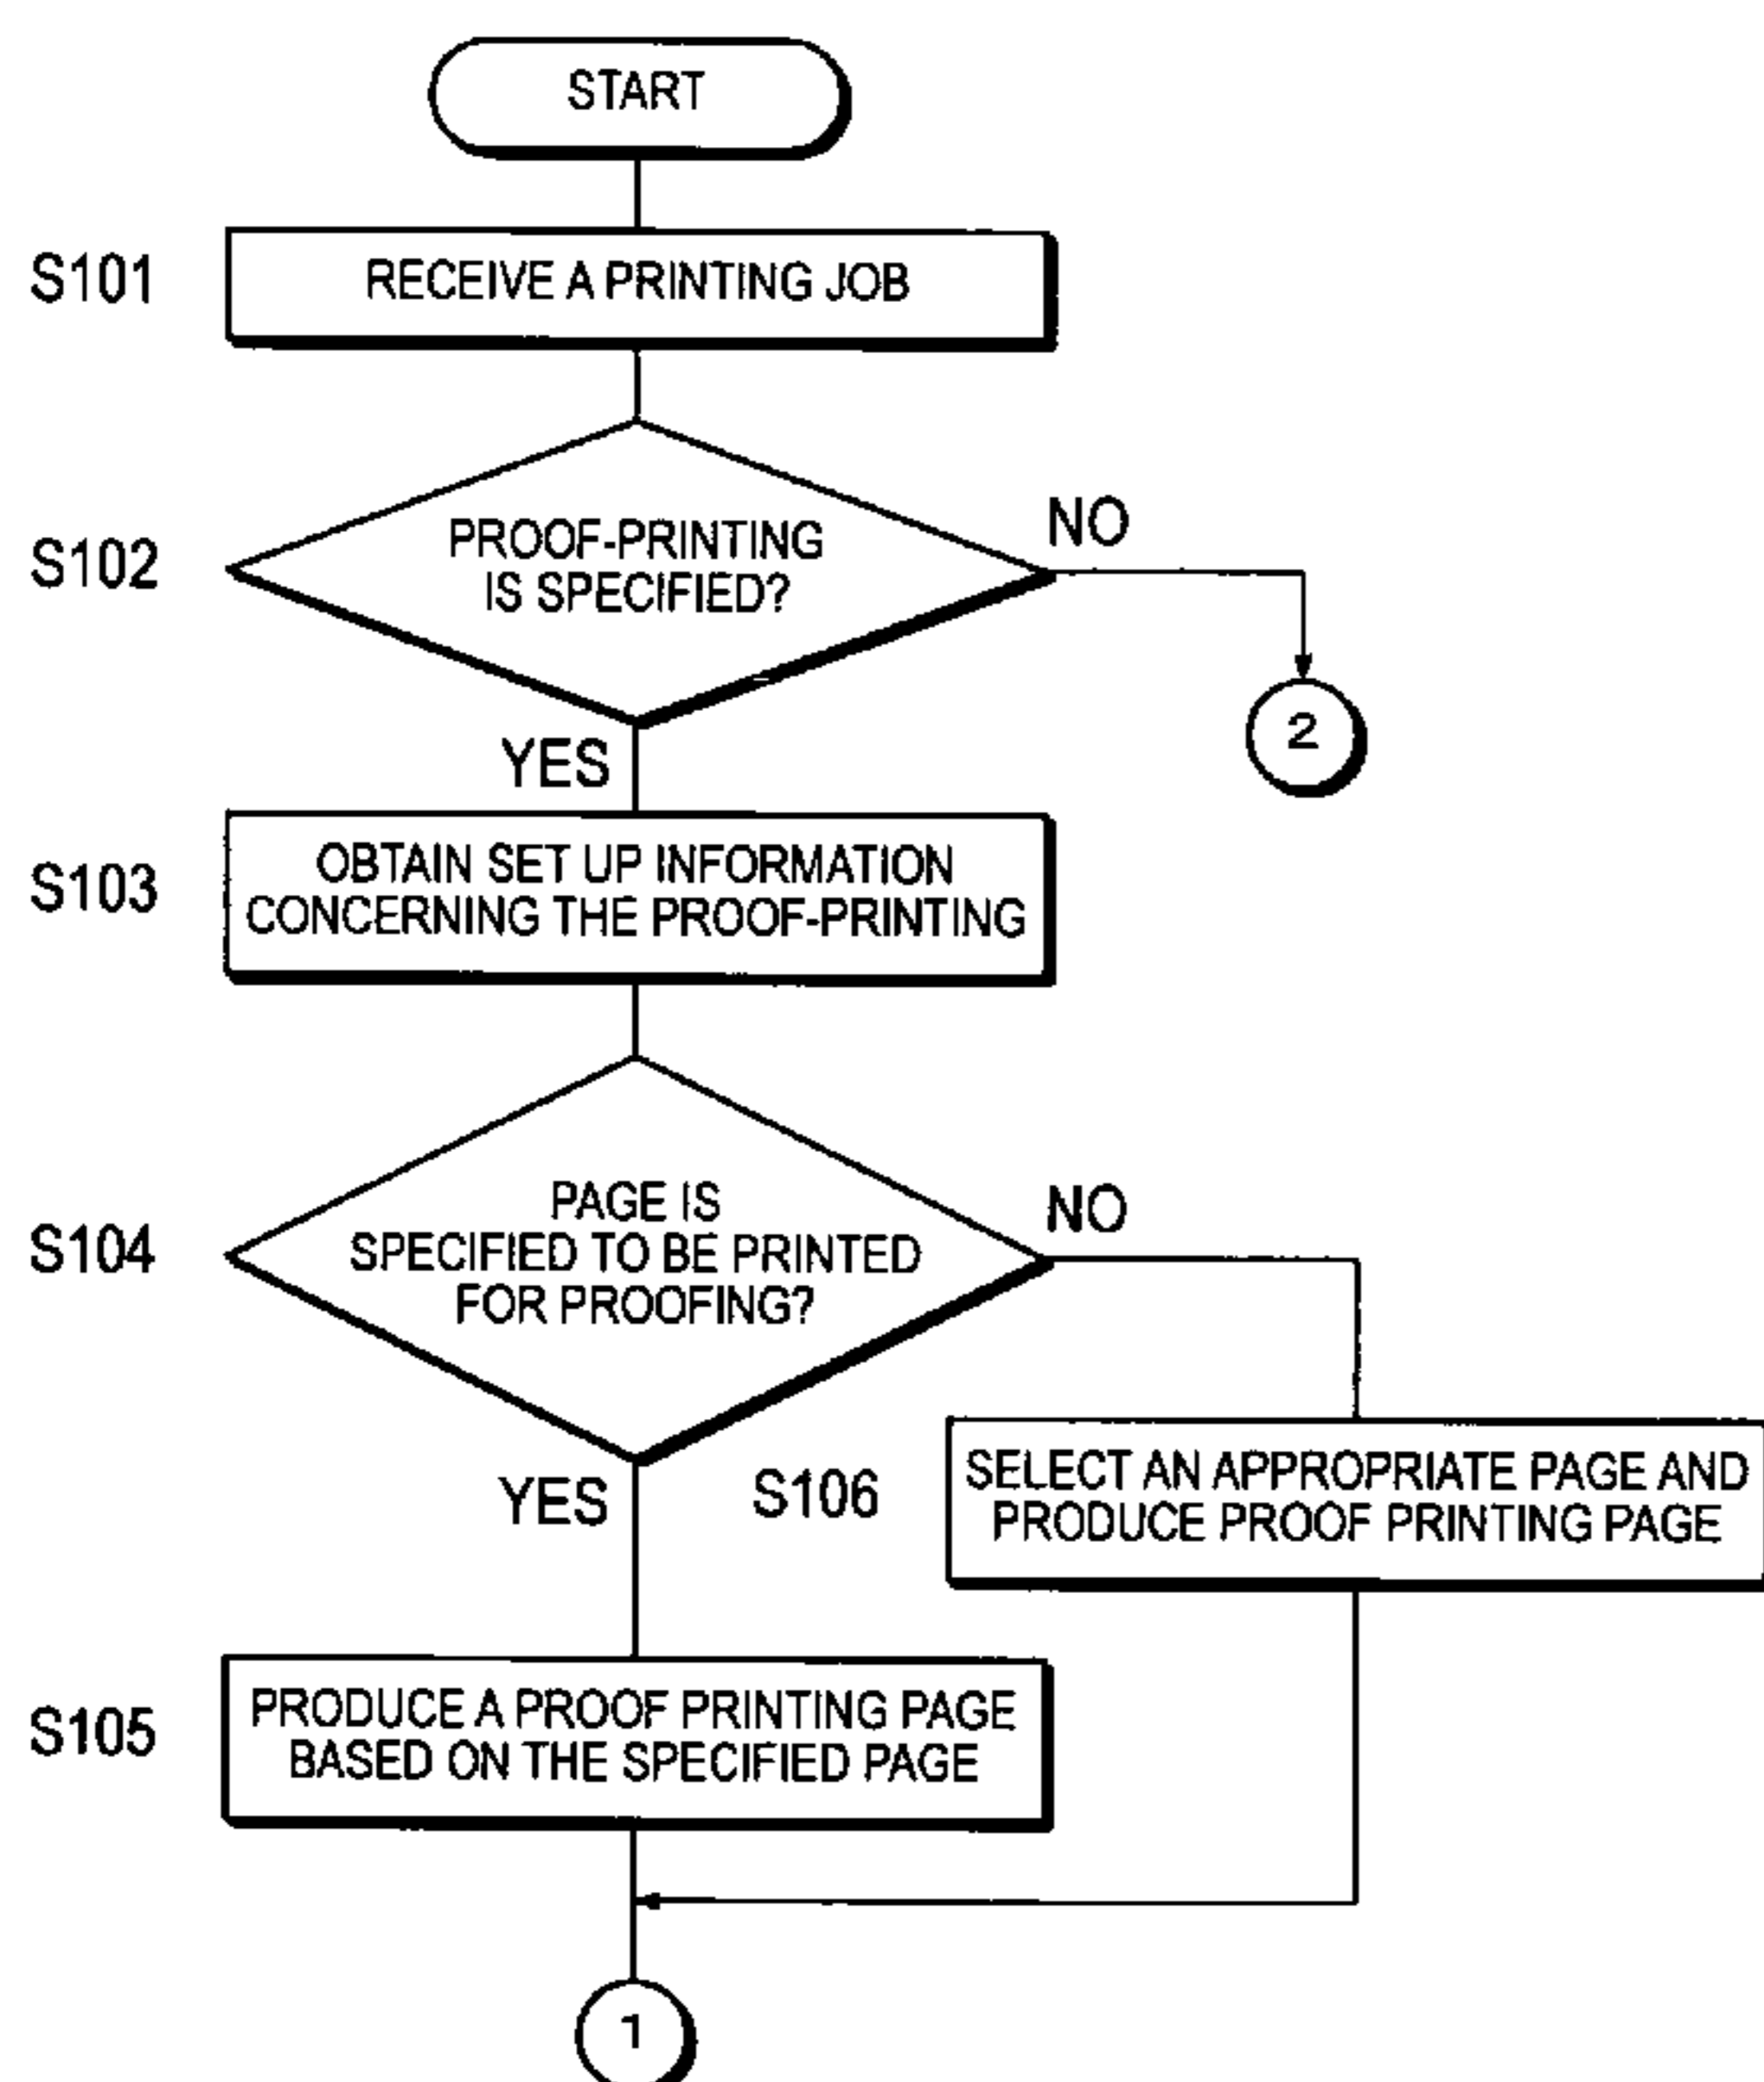 START
S101
RECEIVE A PRINTING JOB
S102
PROOF-PRINTING
IS SPECIFIED?
NO
2
YES
S103
OBTAIN SET UP INFORMATION
CONCERNING THE PROOF-PRINTING
S104
PAGE IS
SPECIFIED TO BE PRINTED
FOR PROOFING?
NO
YES
S106
SELECT AN APPROPRIATE PAGE AND
PRODUCE PROOF PRINTING PAGE
S105
PRODUCE A PROOF PRINTING PAGE
BASED ON THE SPECIFIED PAGE
1